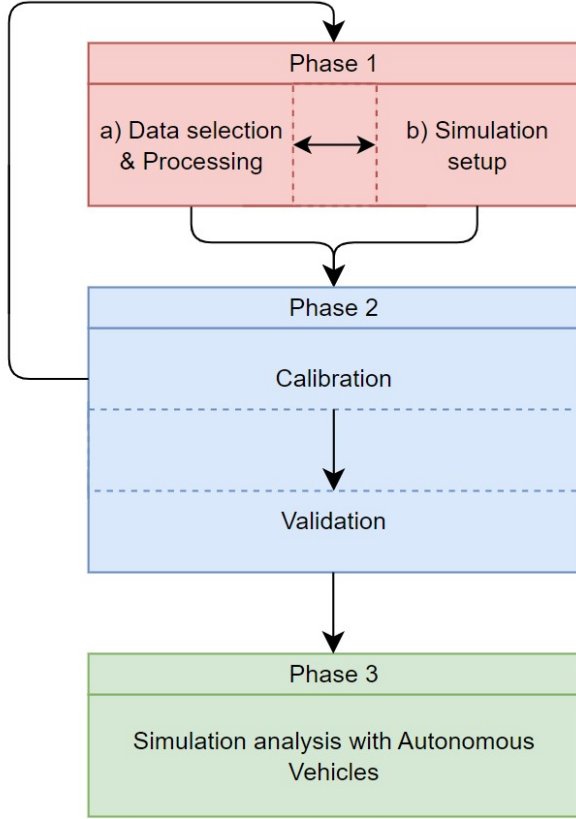 Phase 1
a) Data selection
& Processing
b) Simulation
setup
Phase 2
Calibration
Validation
Phase 3
Simulation analysis with Autonomous
Vehicles